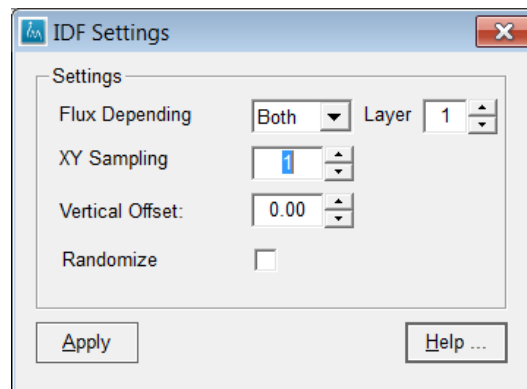 IDF Settings
Settings
Flux Depending Both Layer 1
XY Sampling 1
Vertical Offset: 0.00
Randomize
Apply Help ...